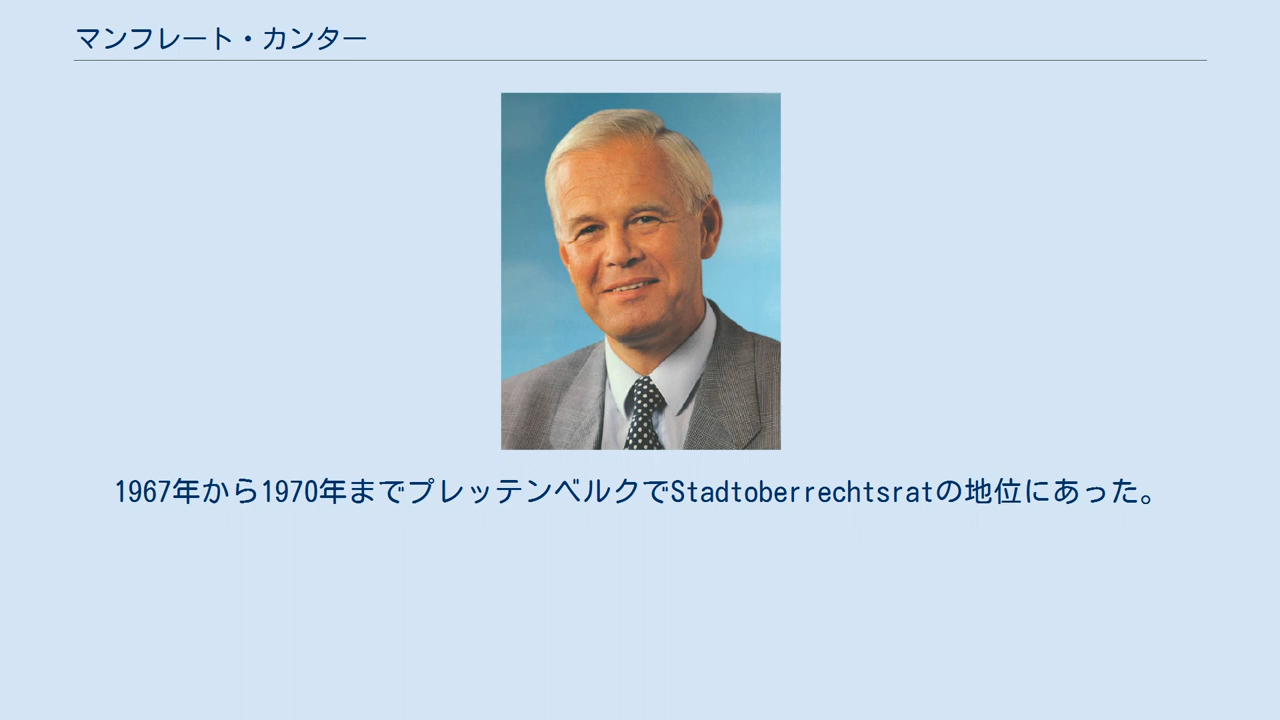 マンフレート・カンター
1967年から1970年までプレッテンベルクでStadtoberrechtsratの地位にあった。